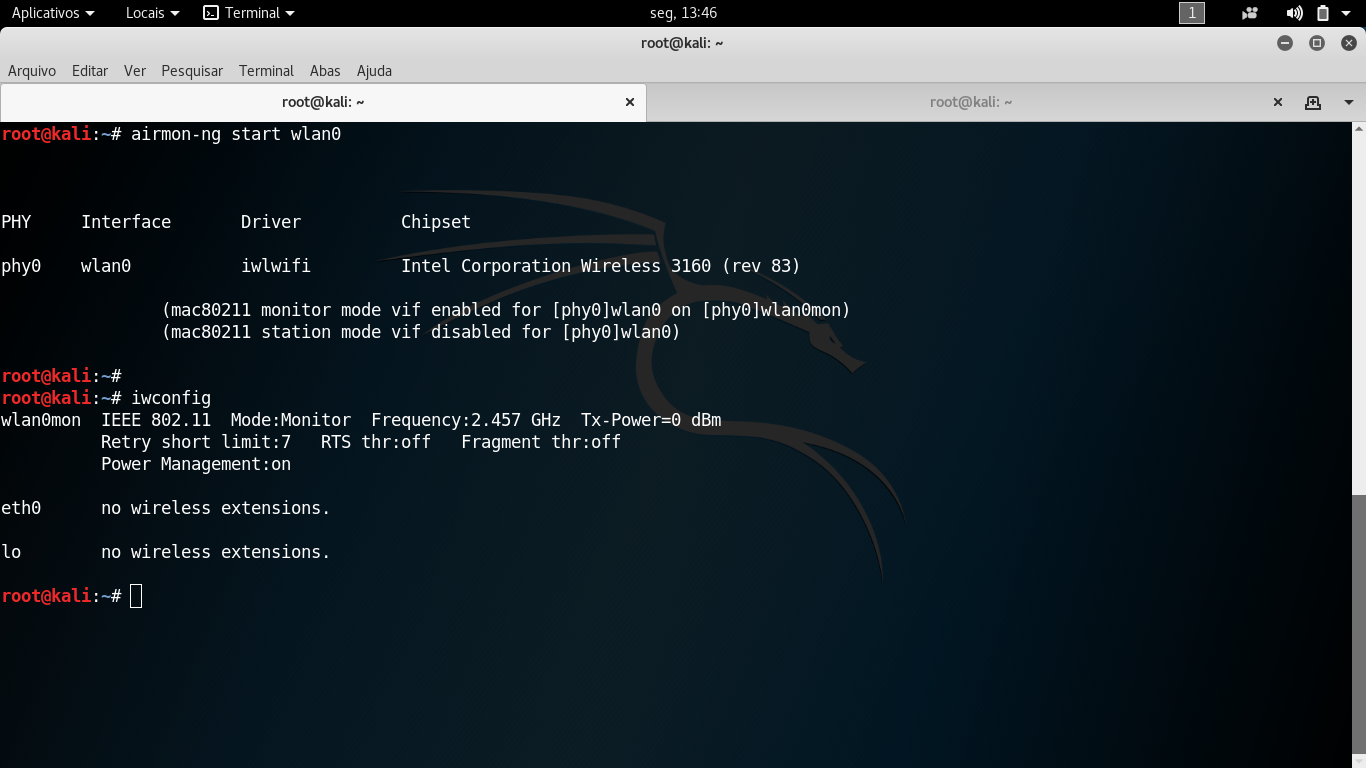 Aplicativos Locais Terminal seg, 13:46 1
root@kali: ~
Arquivo Editar Ver Pesquisar Terminal Abas Ajuda
root@kali: ~ root@kali: ~
root@kali:~# airmon-ng start wlan0
PHY Interface Driver Chipset
phy0 wlan0 iwlwifi Intel Corporation Wireless 3160 (rev 83)
(mac80211 monitor mode vif enabled for [phy0]wlan0 on [phy0]wlan0mon)
(mac80211 station mode vif disabled for [phy0]wlan0)
root@kali:~#
root@kali:~# iwconfig
wlan0mon IEEE 802.11 Mode:Monitor Frequency:2.457 GHz Tx-Power=0 dBm
Retry short limit:7 RTS thr:off Fragment thr:off
Power Management:on
eth0 no wireless extensions.
lo no wireless extensions.
root@kali:~#